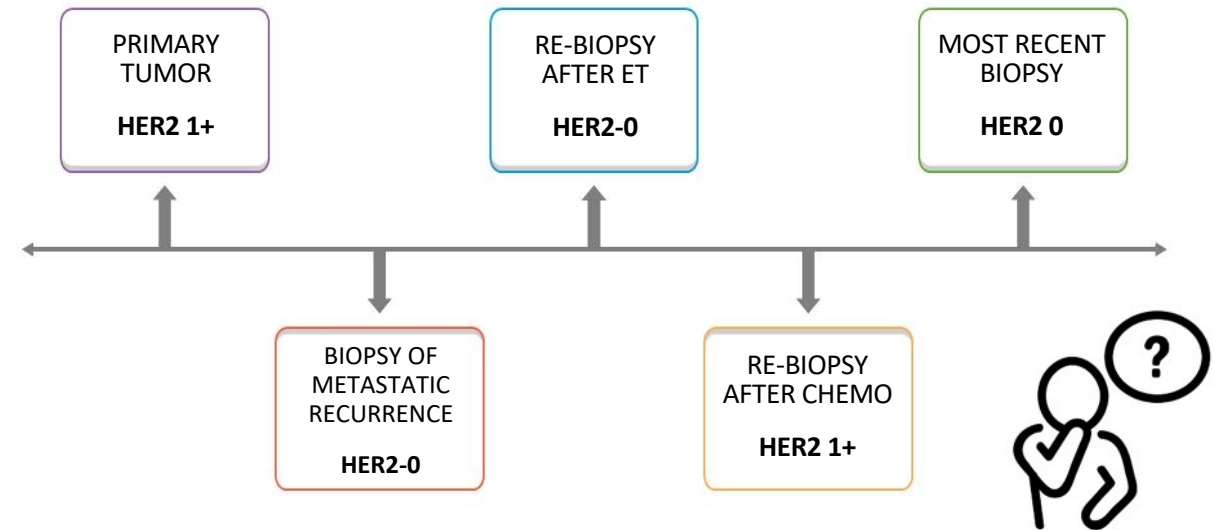 PRIMARY
TUMOR
HER2 1+
BIOPSY OF
METASTATIC
RECURRENCE
HER2-0
RE-BIOPSY
AFTER ET
HER2-0
RE-BIOPSY
AFTER CHEMO
HER2 1+
MOST RECENT
BIOPSY
HER2 0
?